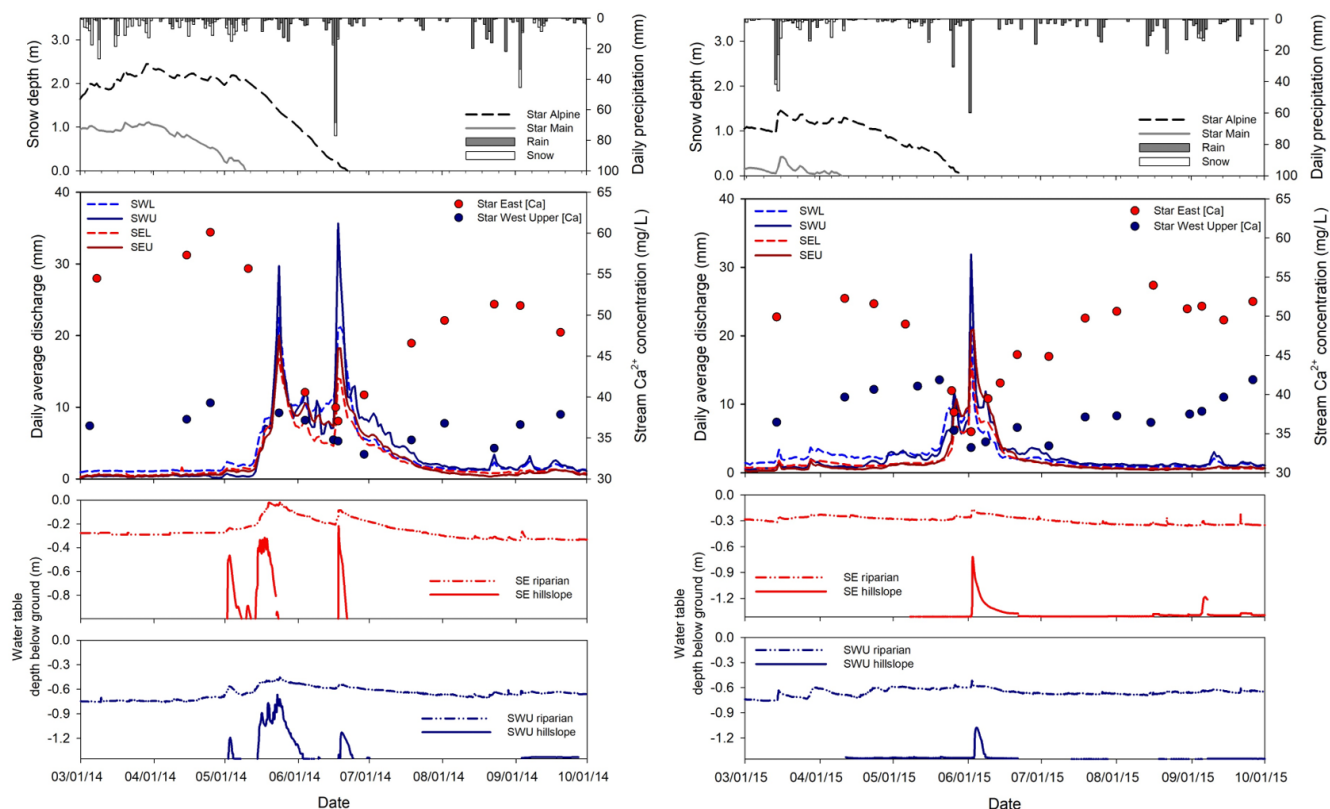 Snow depth (m)
3.0
2.0
1.0
0.0
Star Alpine
Star Main
Rain
Snow
0
20
40
60
80
100
Daily precipitation (mm)
Daily average discharge (mm)
40
30
20
10
0
SWL
SWU
SEL
SEU
Star East [Ca]
Star West Upper [Ca]
65
60
55
50
45
40
35
30
Stream Ca²⁺ concentration (mg/L)
0.0
-0.2
-0.4
-0.6
-0.8
SE riparian
SE hillslope
Water table
depth below ground (m)
0.0
-0.3
-0.6
-0.9
-1.2
SWU riparian
SWU hillslope
03/01/14 04/01/14 05/01/14 06/01/14 07/01/14 08/01/14 09/01/14 10/01/14
Date
Snow depth (m)
3.0
2.0
1.0
0.0
Star Alpine
Star Main
Rain
Snow
0
20
40
60
80
100
Daily precipitation (mm)
Daily average discharge (mm)
40
30
20
10
0
SWL
SWU
SEL
SEU
Star East [Ca]
Star West Upper [Ca]
65
60
55
50
45
40
35
30
Stream Ca²⁺ concentration (mg/L)
0.0
-0.3
-0.6
-0.9
-1.2
SE riparian
SE hillslope
Water table
depth below ground (m)
0.0
-0.3
-0.6
-0.9
-1.2
SWU riparian
SWU hillslope
03/01/15 04/01/15 05/01/15 06/01/15 07/01/15 08/01/15 09/01/15 10/01/15
Date